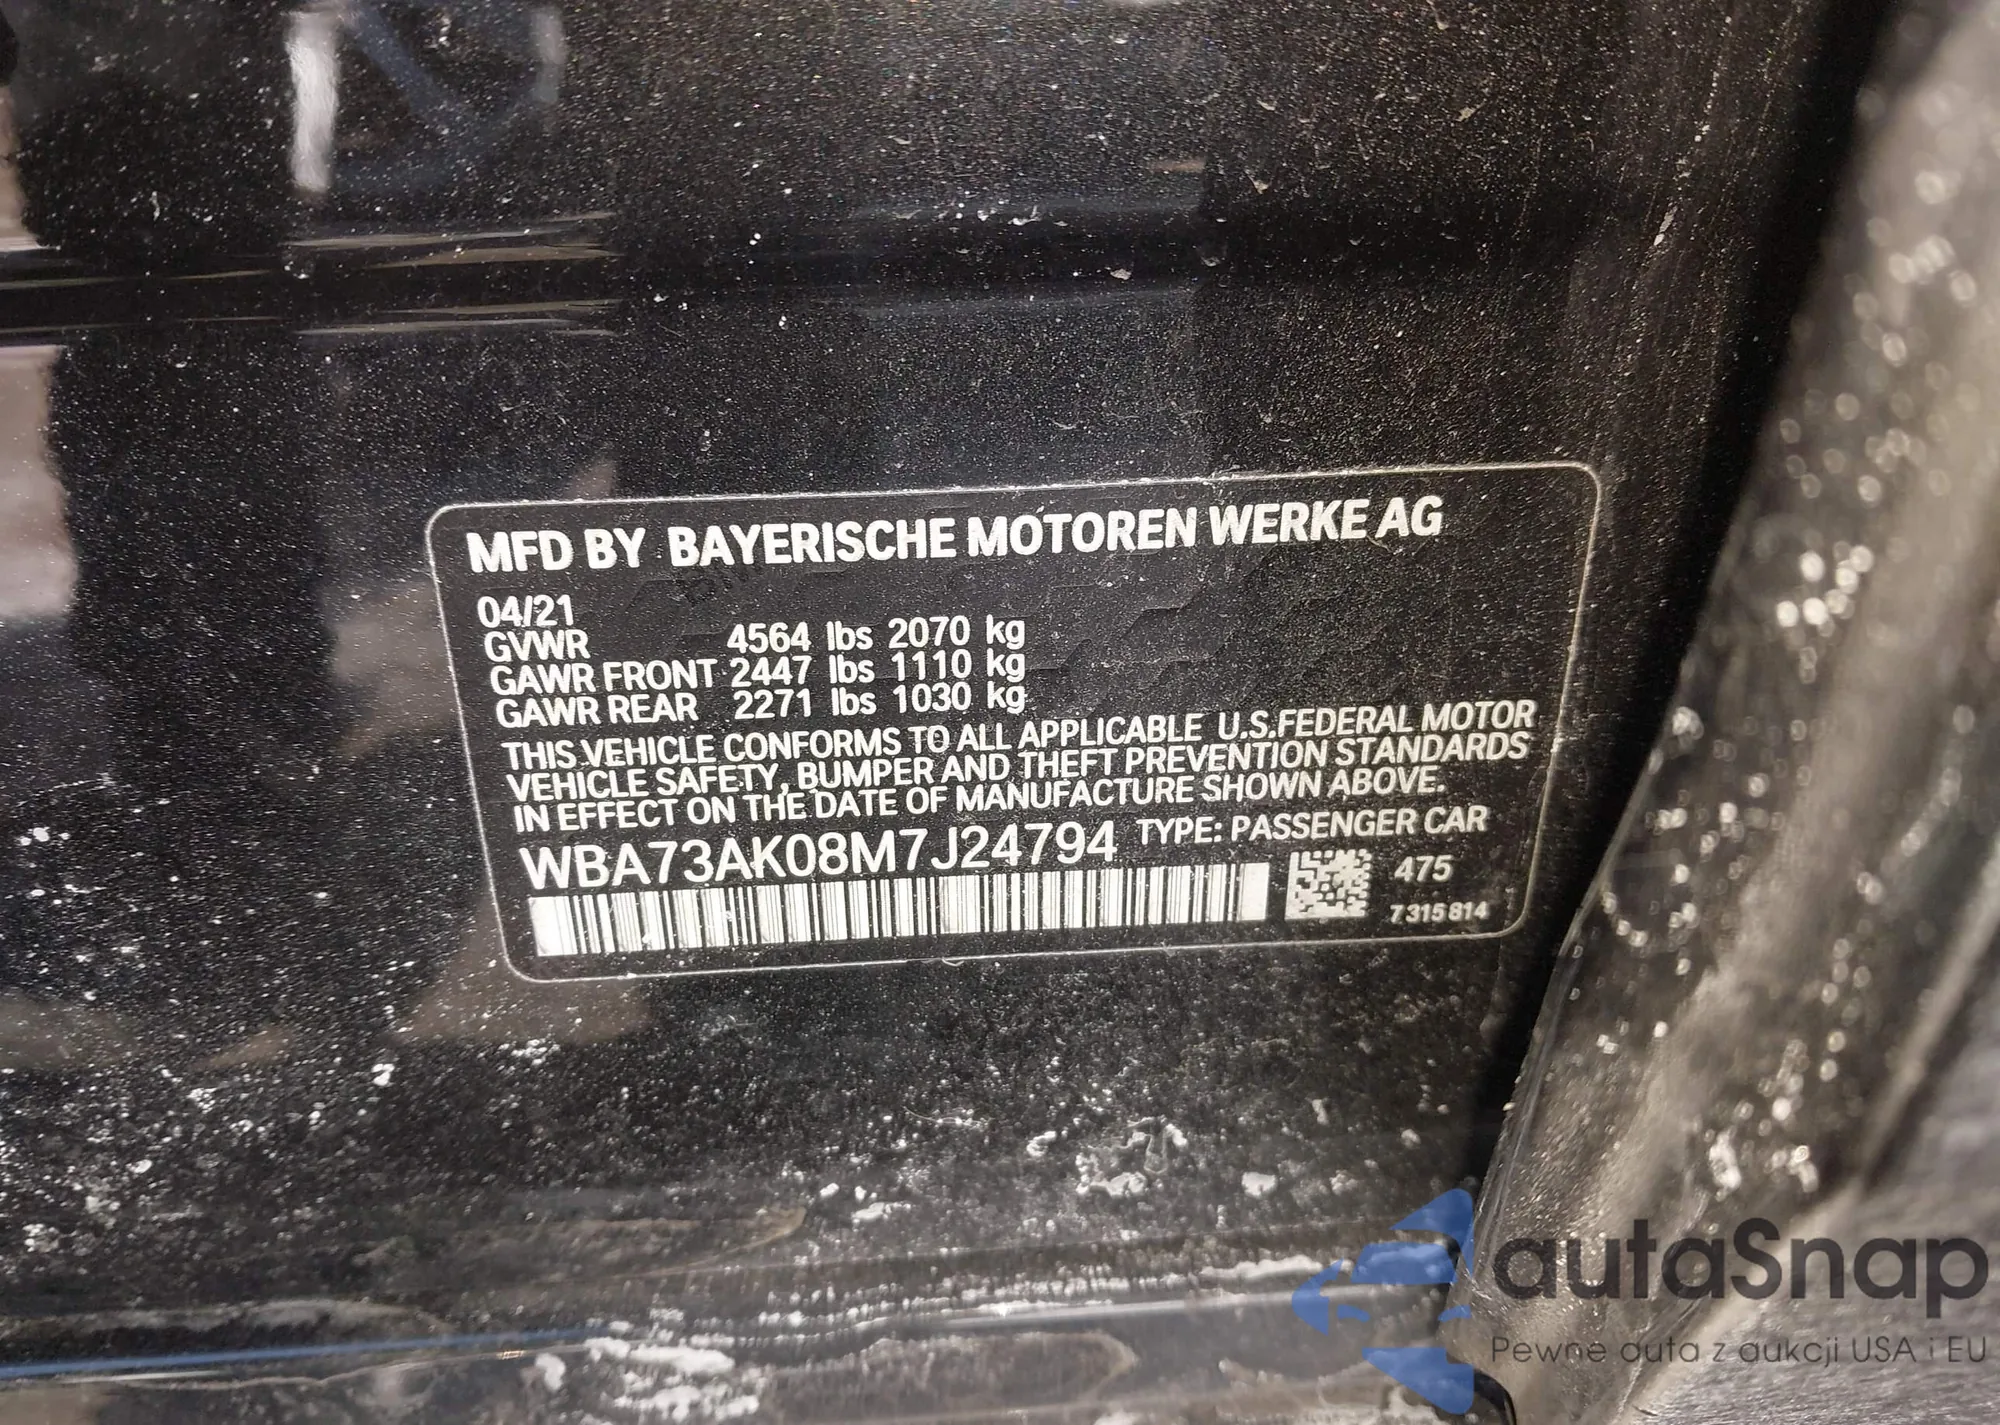 MFD BY BAYERISCHE MOTOREN WERKE AG
04/21
GVWR 4564 lbs 2070 kg
GAWR FRONT 2447 lbs 1110 kg
GAWR REAR 2271 lbs 1030 kg
THIS VEHICLE CONFORMS TO ALL APPLICABLE U.S.FEDERAL MOTOR
VEHICLE SAFETY, BUMPER AND THEFT PREVENTION STANDARDS
IN EFFECT ON THE DATE OF MANUFACTURE SHOWN ABOVE.
WBA73AK08M7J24794 TYPE: PASSENGER CAR
475
7315814
autaSnap
Pewne auta z aukcji USA i EU